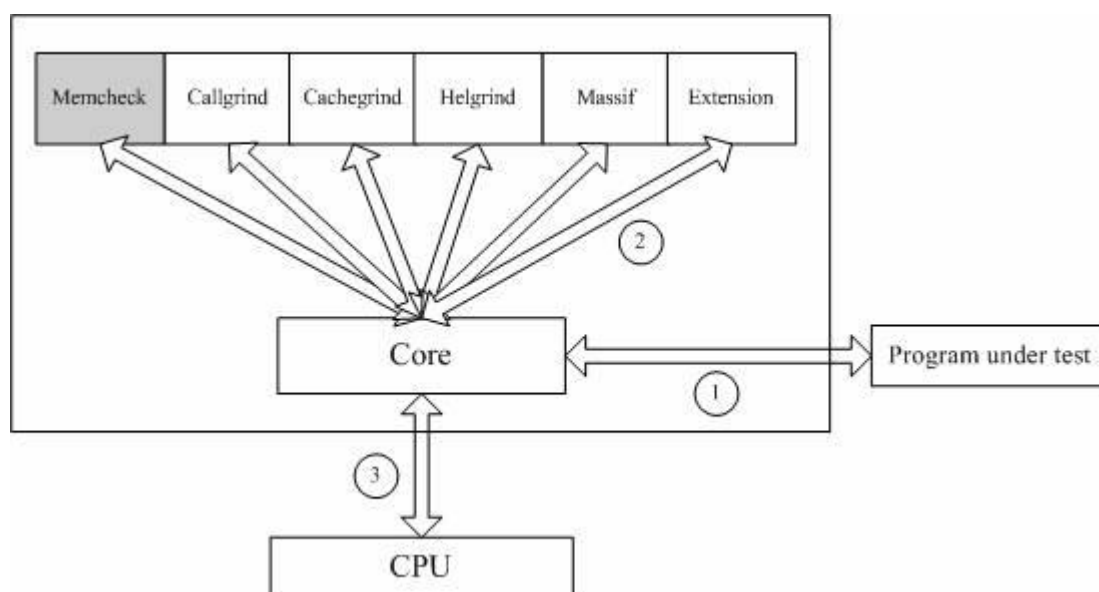 Memcheck Callgrind Cachegrind Helgrind Massif Extension
2
Core
Program under test
1
3
CPU